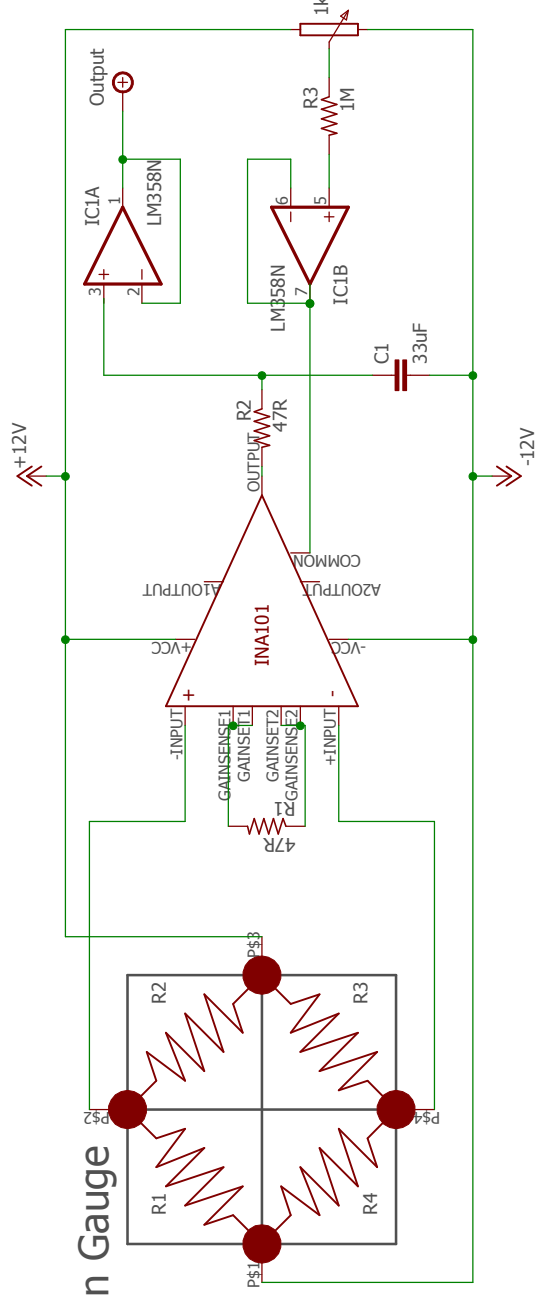 n Gauge
P$1
P$2
P$3
P$4
R1
R2
R3
R4
47R
R1
-INPUT
GAINSENSE1
GAINSET1
GAINSET2
GAINSENSE2
+INPUT
+
-
INA101
+VCC
-VCC
A1OUTPUT
A2OUTPUT
COMMON
OUTPUT
R2
47R
+12V
-12V
C1
33uF
IC1A
LM358N
3
2
1
+
−
Output
LM358N
IC1B
7
6
5
−
+
R3
1M
1k